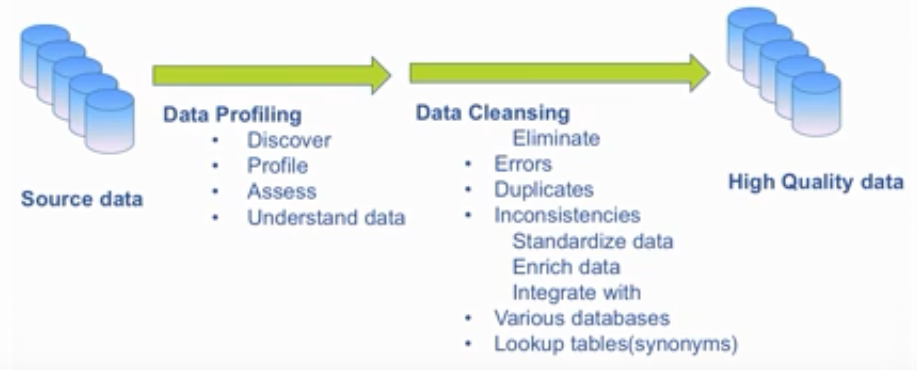 Source data
Data Profiling
• Discover
• Profile
• Assess
• Understand data
Data Cleansing
Eliminate
• Errors
• Duplicates
• Inconsistencies
Standardize data
Enrich data
Integrate with
• Various databases
• Lookup tables(synonyms)
High Quality data